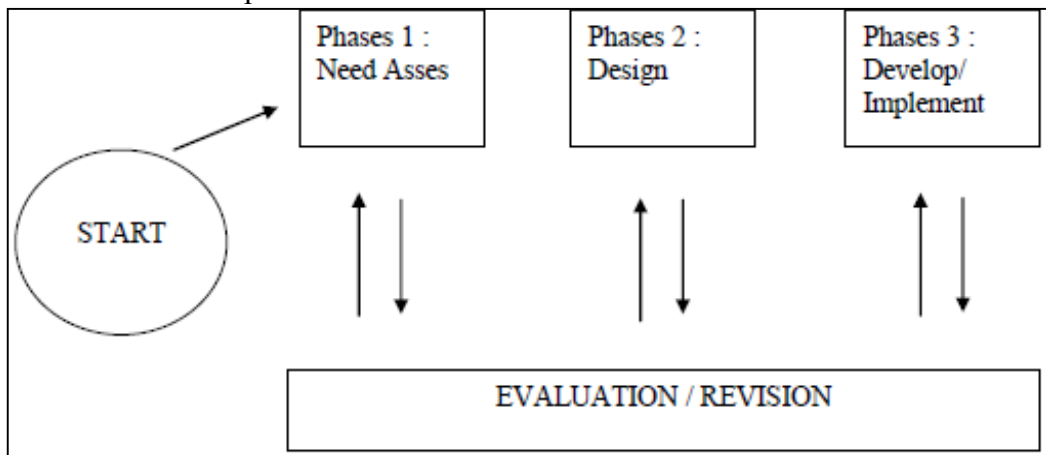 Phases 1 :
Need Asses
Phases 2 :
Design
Phases 3 :
Develop/
Implement
START
EVALUATION / REVISION